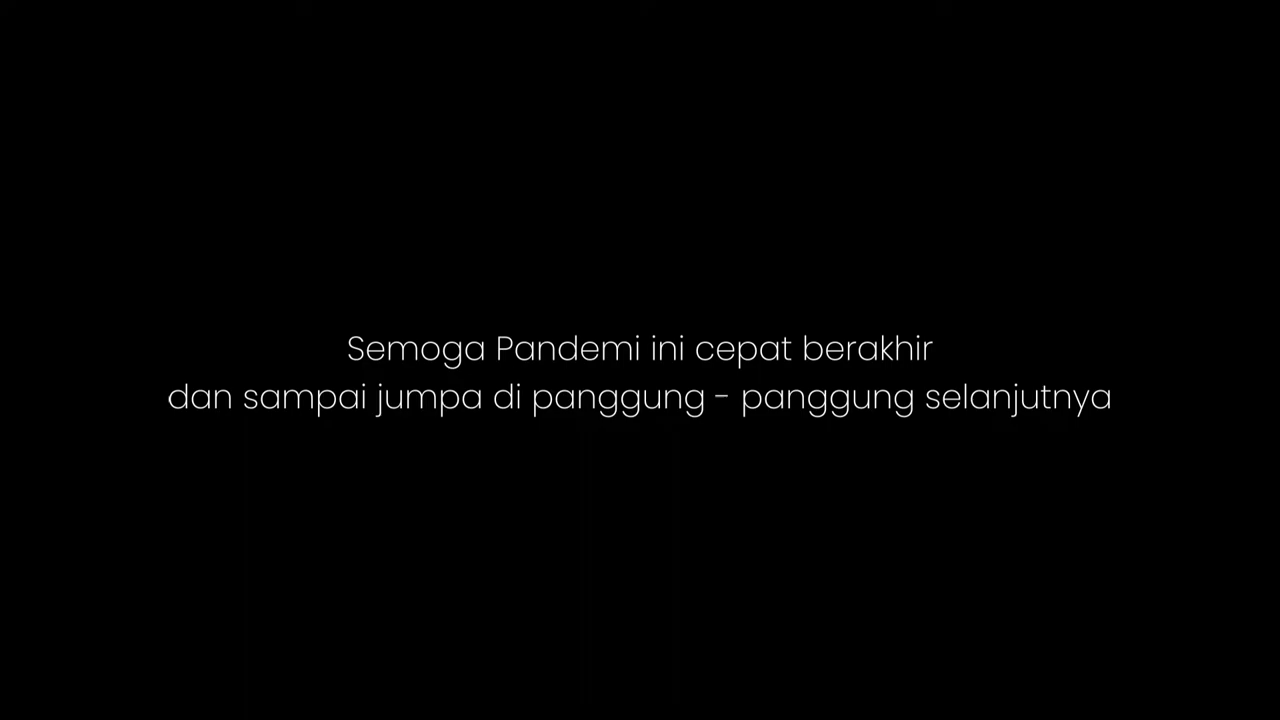 Semoga Pandemi ini cepat berakhir
dan sampai jumpa di panggung - panggung selanjutnya